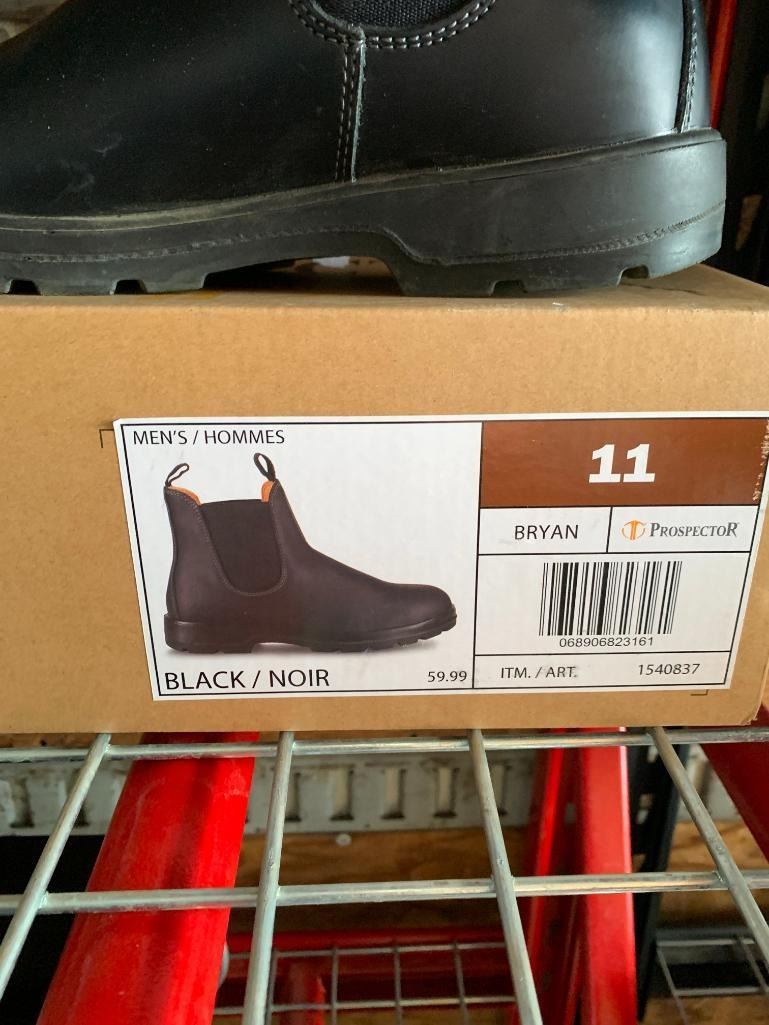 MEN'S / HOMMES
11
BRYAN
PROSPECTOR
068906823161
BLACK / NOIR
59.99
ITM. / ART.
1540837